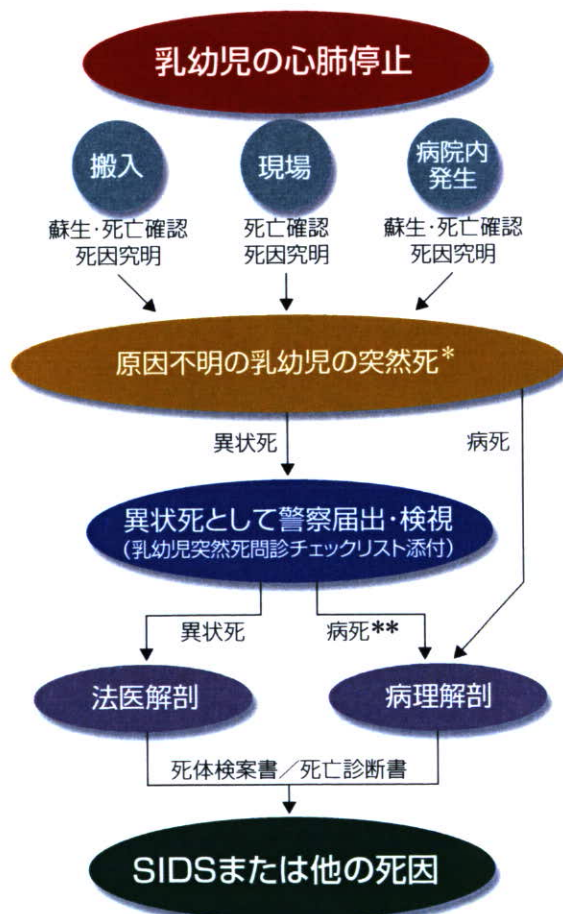 乳幼児の心肺停止
搬入
現場
病院内
発生
蘇生・死亡確認
死因究明
死亡確認
死因究明
蘇生・死亡確認
死因究明
原因不明の乳幼児の突然死*
異状死
病死
異状死として警察届出・検視
(乳幼児突然死問診チェックリスト添付)
異状死
病死**
法医解剖
病理解剖
死体検案書／死亡診断書
SIDSまたは他の死因